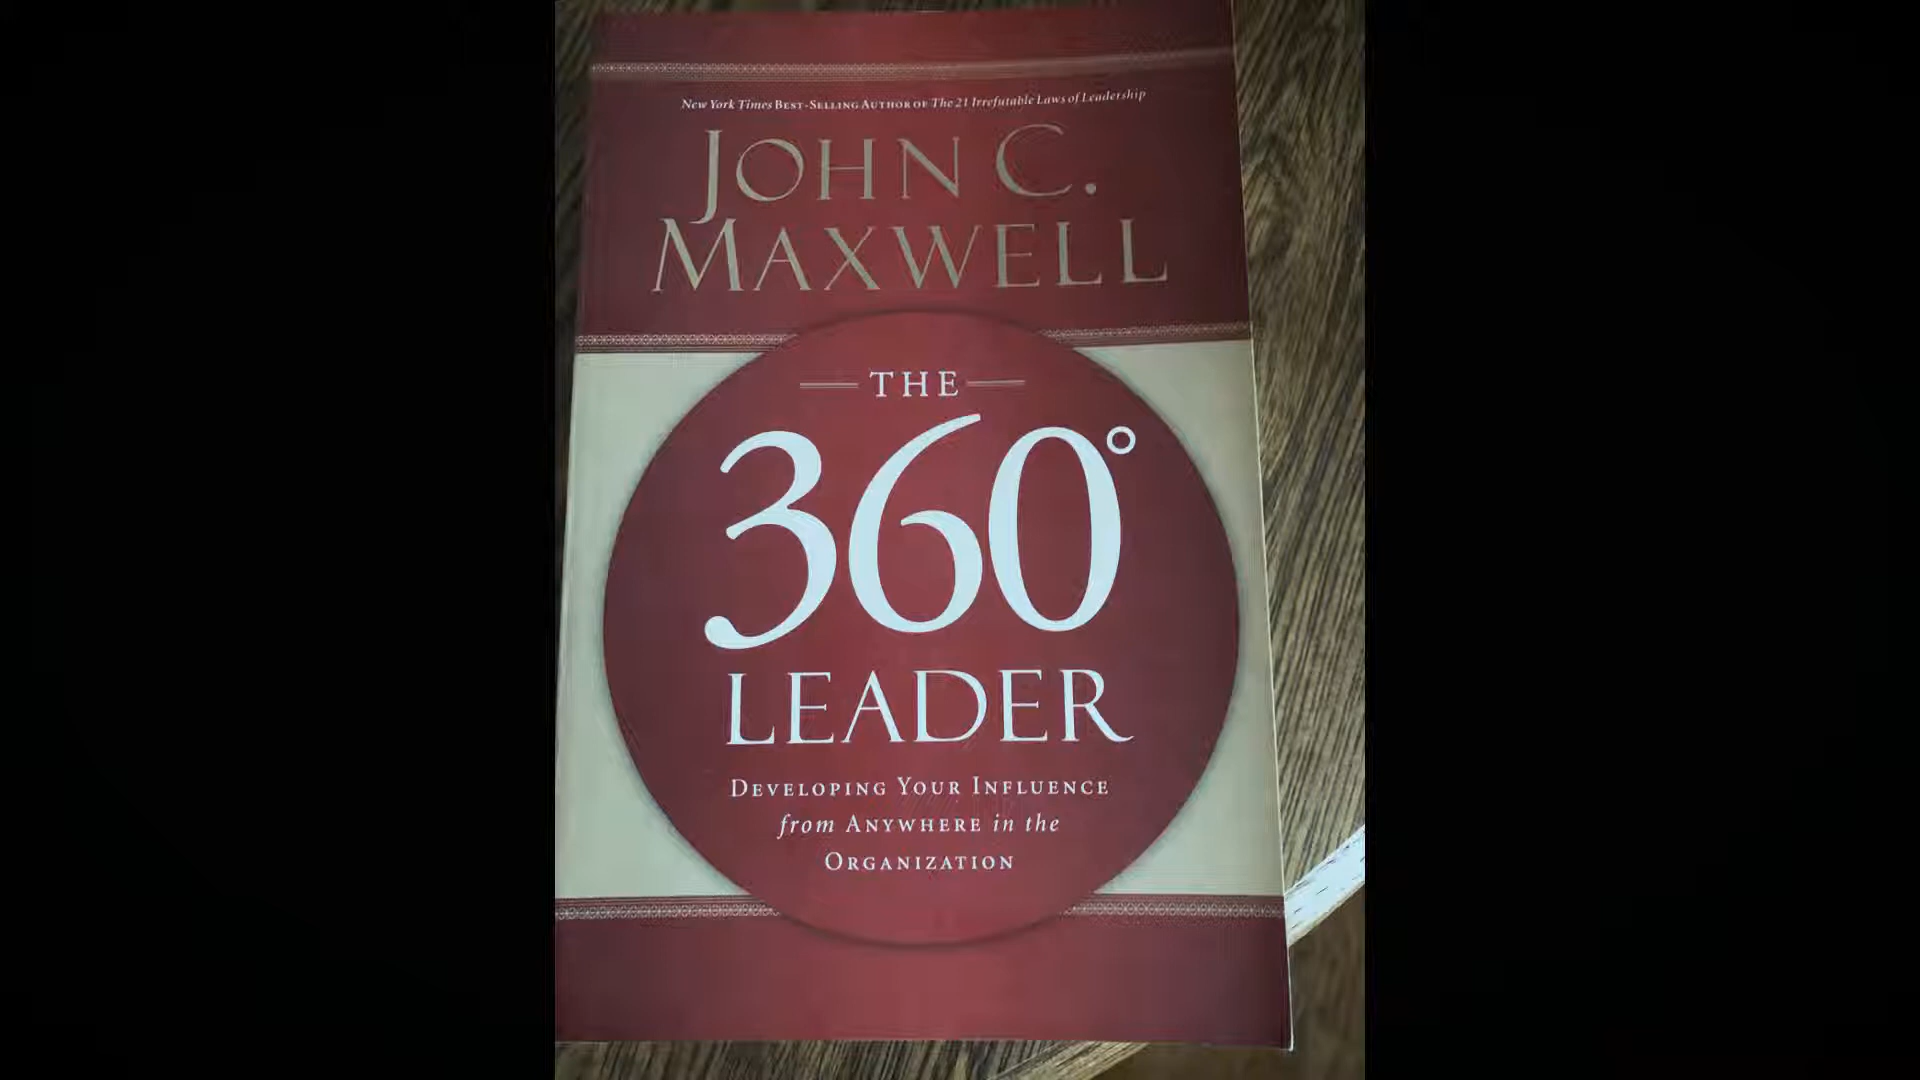 New York Times BEST-SELLING AUTHOR OF The 21 Irrefutable Laws of Leadership
JOHN C.
MAXWELL
THE
360°
LEADER
DEVELOPING YOUR INFLUENCE
from ANYWHERE in the
ORGANIZATION